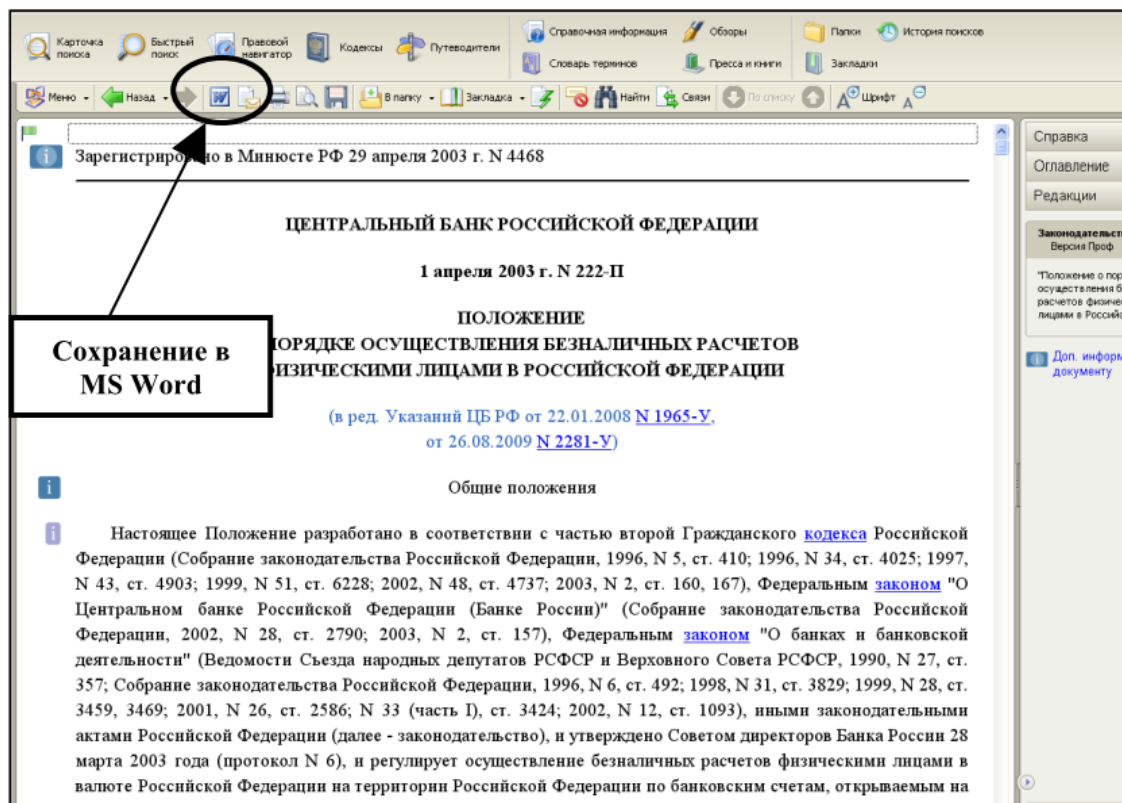 Карточка поиска
Быстрый поиск
Правовой навигатор
Кодексы
Путеводители
Справочная информация
Словарь терминов
Обзоры
Пресса и книги
Папки
Закладки
История поисков
Меню
Назад
В папку
Закладка
Найти
Связи
По списку
Шрифт
Зарегистрировано в Минюсте РФ 29 апреля 2003 г. N 4468
ЦЕНТРАЛЬНЫЙ БАНК РОССИЙСКОЙ ФЕДЕРАЦИИ
1 апреля 2003 г. N 222-П
ПОЛОЖЕНИЕ
ПОРЯДКЕ ОСУЩЕСТВЛЕНИЯ БЕЗНАЛИЧНЫХ РАСЧЕТОВ
ФИЗИЧЕСКИМИ ЛИЦАМИ В РОССИЙСКОЙ ФЕДЕРАЦИИ
Сохранение в
MS Word
(в ред. Указаний ЦБ РФ от 22.01.2008 N 1965-У,
от 26.08.2009 N 2281-У)
Общие положения
Настоящее Положение разработано в соответствии с частью второй Гражданского кодекса Российской
Федерации (Собрание законодательства Российской Федерации, 1996, N 5, ст. 410; 1996, N 34, ст. 4025; 1997,
N 43, ст. 4903; 1999, N 51, ст. 6228; 2002, N 48, ст. 4737; 2003, N 2, ст. 160, 167), Федеральным законом "О
Центральном банке Российской Федерации (Банке России)" (Собрание законодательства Российской
Федерации, 2002, N 28, ст. 2790; 2003, N 2, ст. 157), Федеральным законом "О банках и банковской
деятельности" (Ведомости Съезда народных депутатов РСФСР и Верховного Совета РСФСР, 1990, N 27, ст.
357; Собрание законодательства Российской Федерации, 1996, N 6, ст. 492; 1998, N 31, ст. 3829; 1999, N 28, ст.
3459, 3469; 2001, N 26, ст. 2586; N 33 (часть I), ст. 3424; 2002, N 12, ст. 1093), иными законодательными
актами Российской Федерации (далее - законодательство), и утверждено Советом директоров Банка России 28
марта 2003 года (протокол N 6), и регулирует осуществление безналичных расчетов физическими лицами в
валюте Российской Федерации на территории Российской Федерации по банковским счетам, открываемым на
Справка
Оглавление
Редакции
Законодательст
Версия Проф
"Положение о пор
осуществления б
расчетов физичес
лицами в Российс
Доп. информ
документу